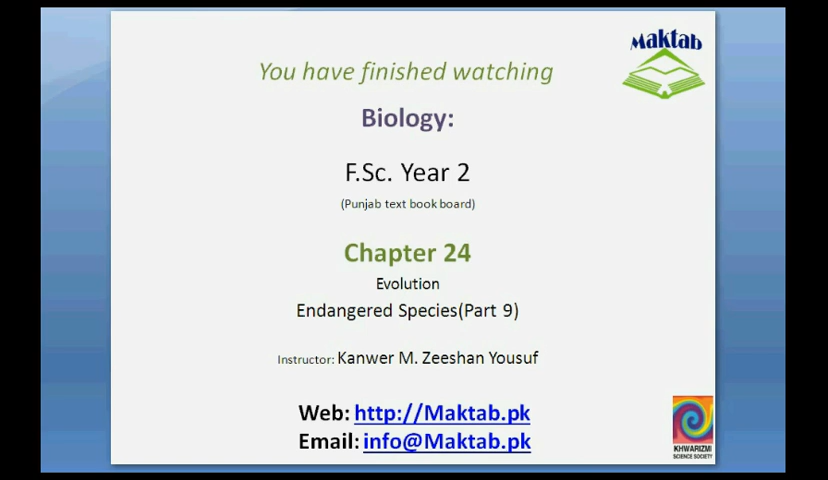 Maktab
You have finished watching
Biology:
F.Sc. Year 2
(Punjab text book board)
Chapter 24
Evolution
Endangered Species(Part 9)
Instructor: Kanwer M. Zeeshan Yousuf
Web: http://Maktab.pk
Email: info@Maktab.pk
KHWARIZMI
SCIENCE SOCIETY